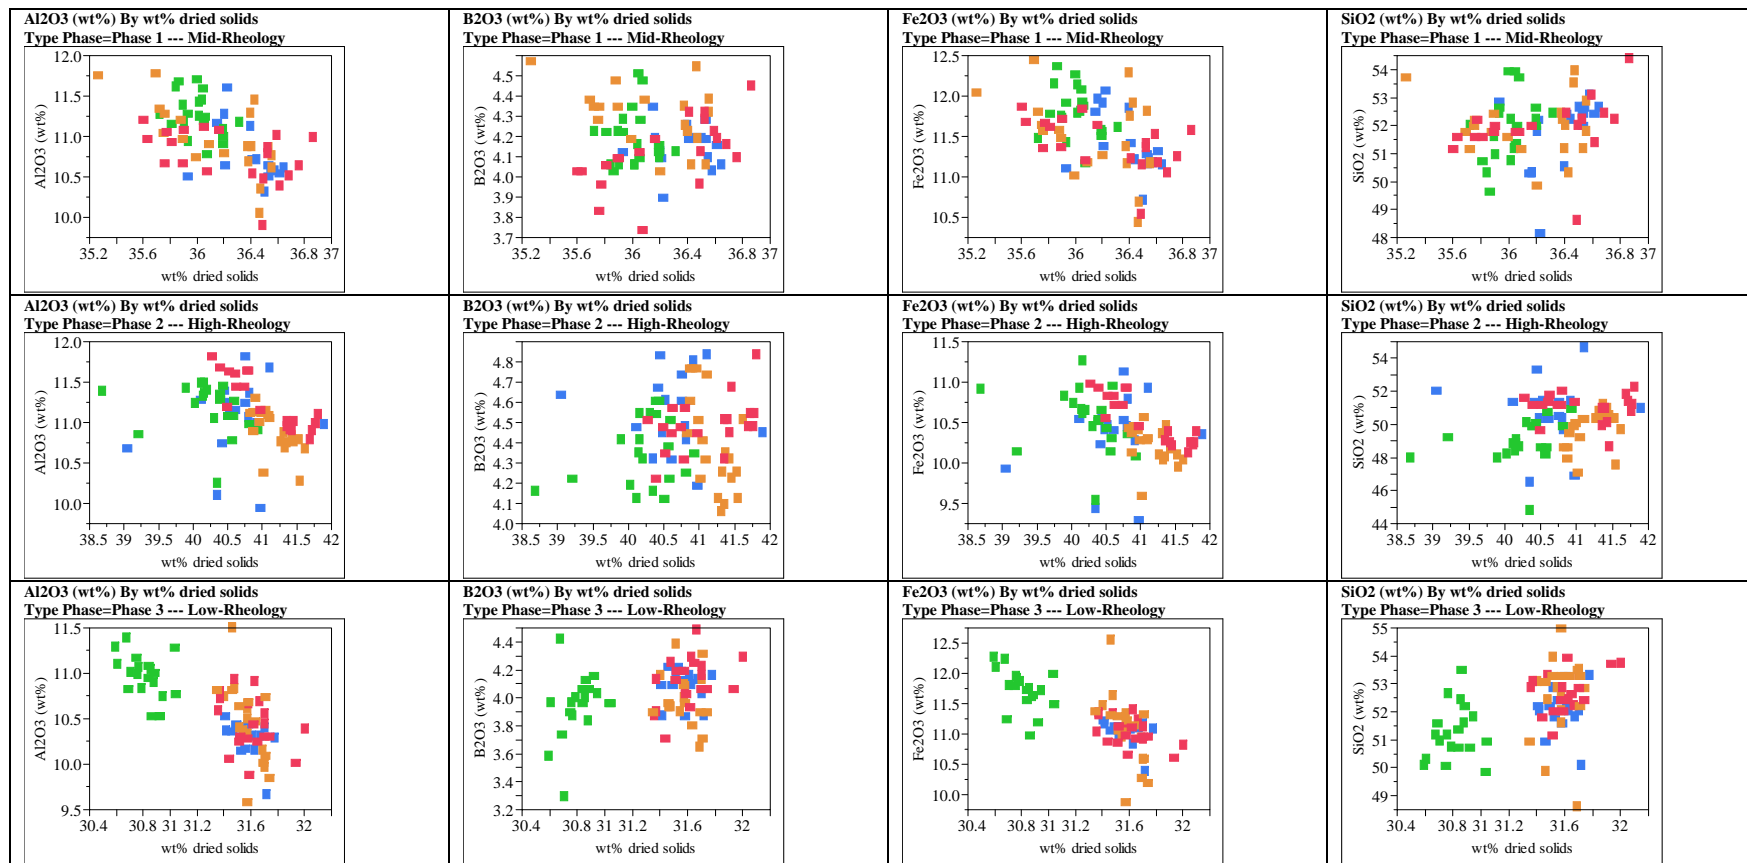 Al2O3 (wt%) By wt% dried solids
Type Phase=Phase 1 --- Mid-Rheology
12.0
11.5
11.0
10.5
10.0
Al2O3 (wt%)
35.2 35.6 36 36.4 36.8 37
wt% dried solids
B2O3 (wt%) By wt% dried solids
Type Phase=Phase 1 --- Mid-Rheology
4.5
4.4
4.3
4.2
4.1
4.0
3.9
3.8
3.7
B2O3 (wt%)
35.2 35.6 36 36.4 36.8 37
wt% dried solids
Fe2O3 (wt%) By wt% dried solids
Type Phase=Phase 1 --- Mid-Rheology
12.5
12.0
11.5
11.0
10.5
Fe2O3 (wt%)
35.2 35.6 36 36.4 36.8 37
wt% dried solids
SiO2 (wt%) By wt% dried solids
Type Phase=Phase 1 --- Mid-Rheology
54
53
52
51
50
49
48
SiO2 (wt%)
35.2 35.6 36 36.4 36.8 37
wt% dried solids
Al2O3 (wt%) By wt% dried solids
Type Phase=Phase 2 --- High-Rheology
12.0
11.5
11.0
10.5
10.0
Al2O3 (wt%)
38.5 39 39.5 40 40.5 41 41.5 42
wt% dried solids
B2O3 (wt%) By wt% dried solids
Type Phase=Phase 2 --- High-Rheology
4.8
4.7
4.6
4.5
4.4
4.3
4.2
4.1
4.0
B2O3 (wt%)
38.5 39 39.5 40 40.5 41 41.5 42
wt% dried solids
Fe2O3 (wt%) By wt% dried solids
Type Phase=Phase 2 --- High-Rheology
11.5
11.0
10.5
10.0
9.5
Fe2O3 (wt%)
38.5 39 39.5 40 40.5 41 41.5 42
wt% dried solids
SiO2 (wt%) By wt% dried solids
Type Phase=Phase 2 --- High-Rheology
54
52
50
48
46
44
SiO2 (wt%)
38.5 39 39.5 40 40.5 41 41.5 42
wt% dried solids
Al2O3 (wt%) By wt% dried solids
Type Phase=Phase 3 --- Low-Rheology
11.5
11.0
10.5
10.0
9.5
Al2O3 (wt%)
30.4 30.8 31 31.2 31.6 32
wt% dried solids
B2O3 (wt%) By wt% dried solids
Type Phase=Phase 3 --- Low-Rheology
4.4
4.2
4.0
3.8
3.6
3.4
3.2
B2O3 (wt%)
30.4 30.8 31 31.2 31.6 32
wt% dried solids
Fe2O3 (wt%) By wt% dried solids
Type Phase=Phase 3 --- Low-Rheology
12.5
12.0
11.5
11.0
10.5
10.0
Fe2O3 (wt%)
30.4 30.8 31 31.2 31.6 32
wt% dried solids
SiO2 (wt%) By wt% dried solids
Type Phase=Phase 3 --- Low-Rheology
55
54
53
52
51
50
49
SiO2 (wt%)
30.4 30.8 31 31.2 31.6 32
wt% dried solids